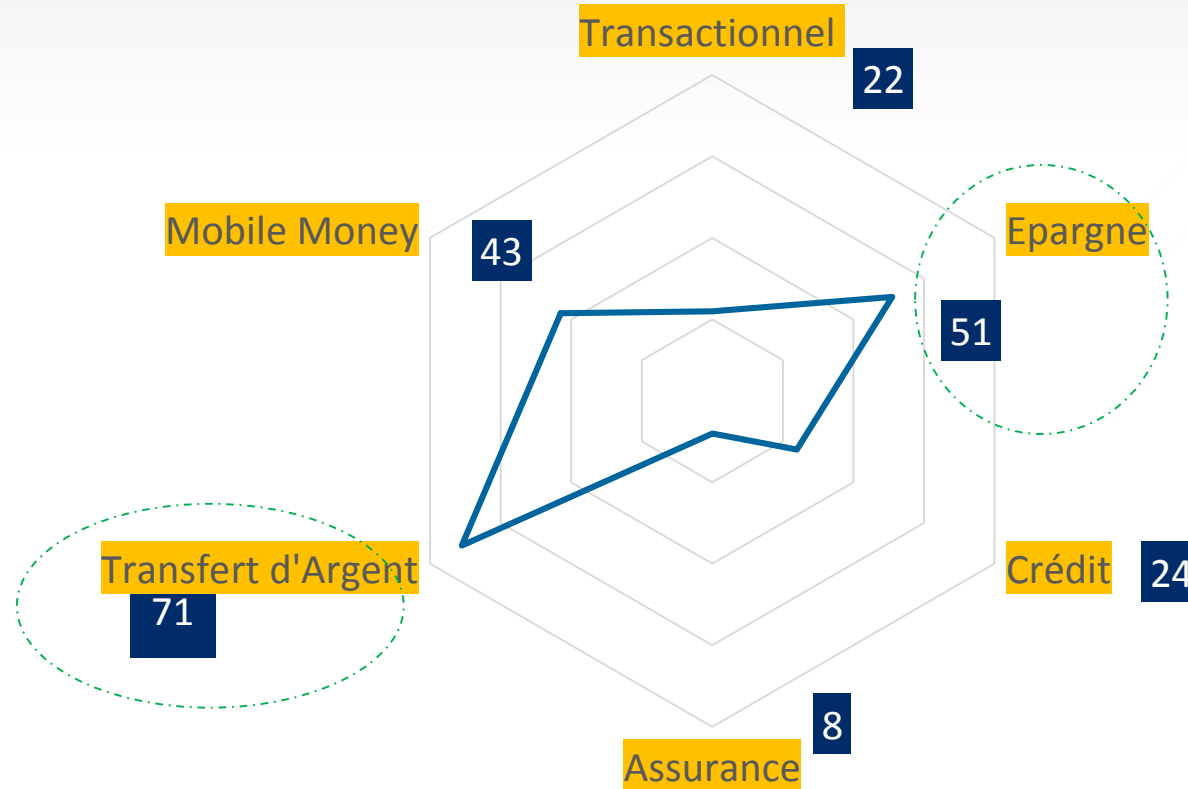 Transactionnel
22
Mobile Money
43
Epargne
51
Transfert d'Argent
71
Crédit
24
8
Assurance